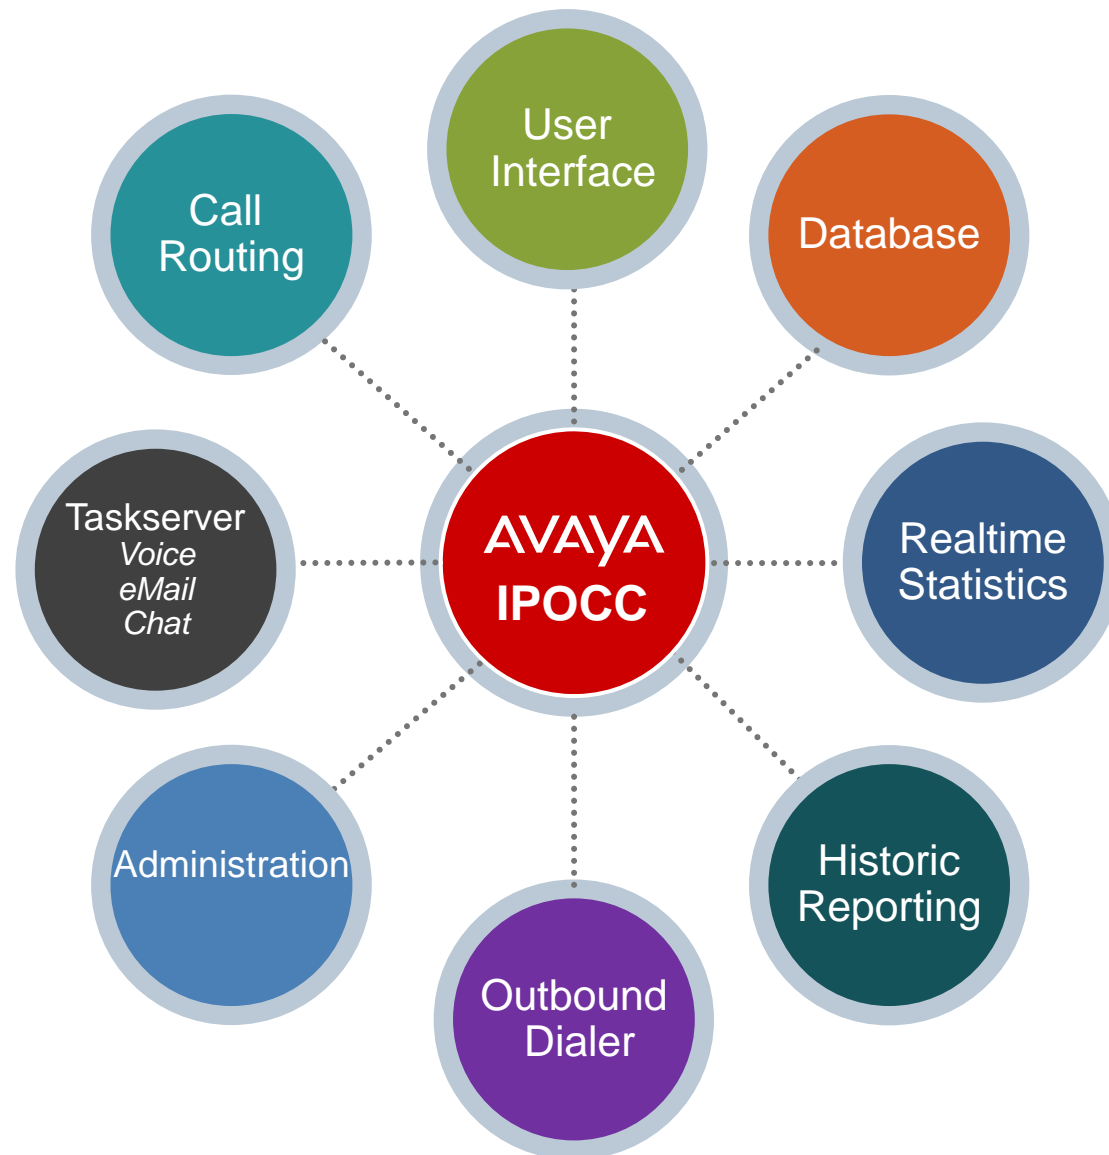 User
Interface
Call
Routing
Database
Taskserver
Voice
eMail
Chat
AVAYA
IPOCC
Realtime
Statistics
Administration
Historic
Reporting
Outbound
Dialer